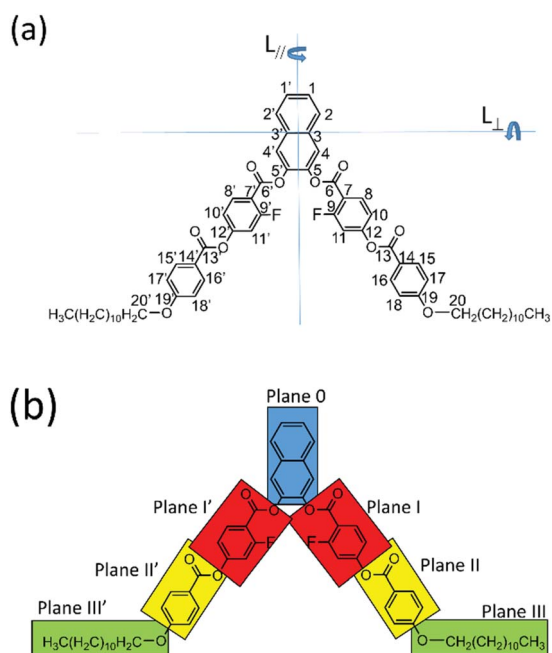 (a)
L//
1' 1
2' 2
L⊥
3' 3
4' 4
5' 5
O O O O
6' 6
8' 7' 7 8
9' F F 9
10' 10
11' 11
12' 12
O O O O
13' 13
15' 14' 14 15
16' 16
17' 17
18' 18
19' 19
20' 20
H₃C(H₂C)₁₀H₂C O O CH₂(CH₂)₁₀CH₃
(b)
Plane 0
Plane I' Plane I
O O O O
F F
Plane II' Plane II
O O O O
Plane III' Plane III
H₃C(H₂C)₁₀H₂C O O CH₂(CH₂)₁₀CH₃